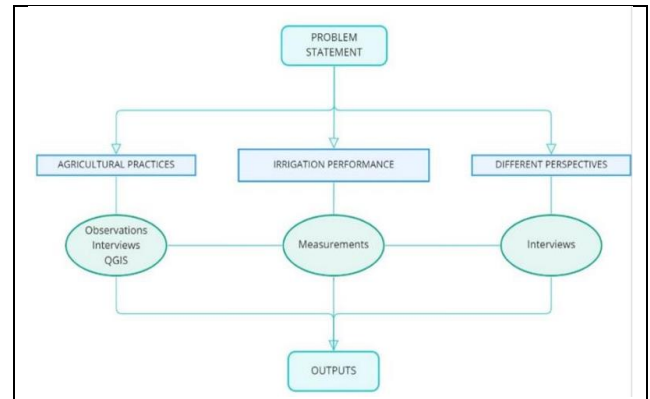 PROBLEM
STATEMENT
AGRICULTURAL PRACTICES
IRRIGATION PERFORMANCE
DIFFERENT PERSPECTIVES
Observations
Interviews
QGIS
Measurements
Interviews
OUTPUTS